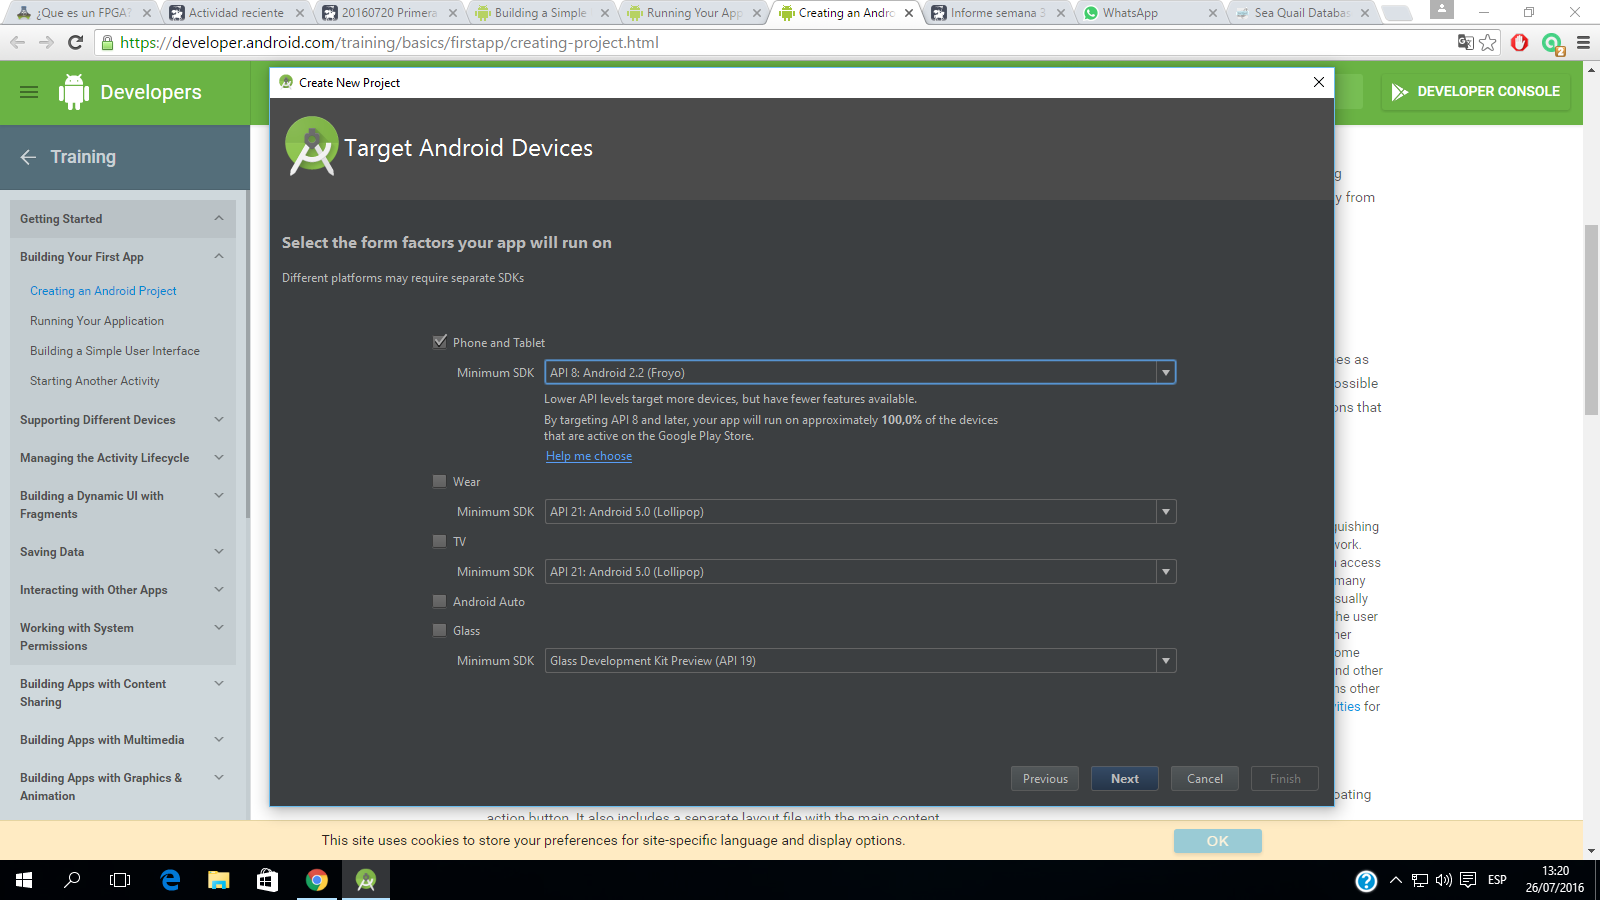 ¿Que es un FPGA?
Actividad reciente
20160720 Primera
Building a Simple
Running Your App
Creating an Andro
Informe semana 3
WhatsApp
Sea Quail Databas
https://developer.android.com/training/basics/firstapp/creating-project.html
2
Developers
DEVELOPER CONSOLE
Training
Getting Started
Building Your First App
Creating an Android Project
Running Your Application
Building a Simple User Interface
Starting Another Activity
Supporting Different Devices
Managing the Activity Lifecycle
Building a Dynamic UI with
Fragments
Saving Data
Interacting with Other Apps
Working with System
Permissions
Building Apps with Content
Sharing
Building Apps with Multimedia
Building Apps with Graphics &
Animation
Create New Project
Target Android Devices
Select the form factors your app will run on
Different platforms may require separate SDKs
Phone and Tablet
Minimum SDK API 8: Android 2.2 (Froyo)
Lower API levels target more devices, but have fewer features available.
By targeting API 8 and later, your app will run on approximately 100,0% of the devices
that are active on the Google Play Store.
Help me choose
Wear
Minimum SDK API 21: Android 5.0 (Lollipop)
TV
Minimum SDK API 21: Android 5.0 (Lollipop)
Android Auto
Glass
Minimum SDK Glass Development Kit Preview (API 19)
Previous Next Cancel Finish
g
y from
es as
ossible
ons that
uishing
work.
access
many
sually
he user
her
ome
nd other
ns other
vities for
oating
action button. It also includes a separate layout file with the main content
This site uses cookies to store your preferences for site-specific language and display options.
OK
ESP
13:20
26/07/2016